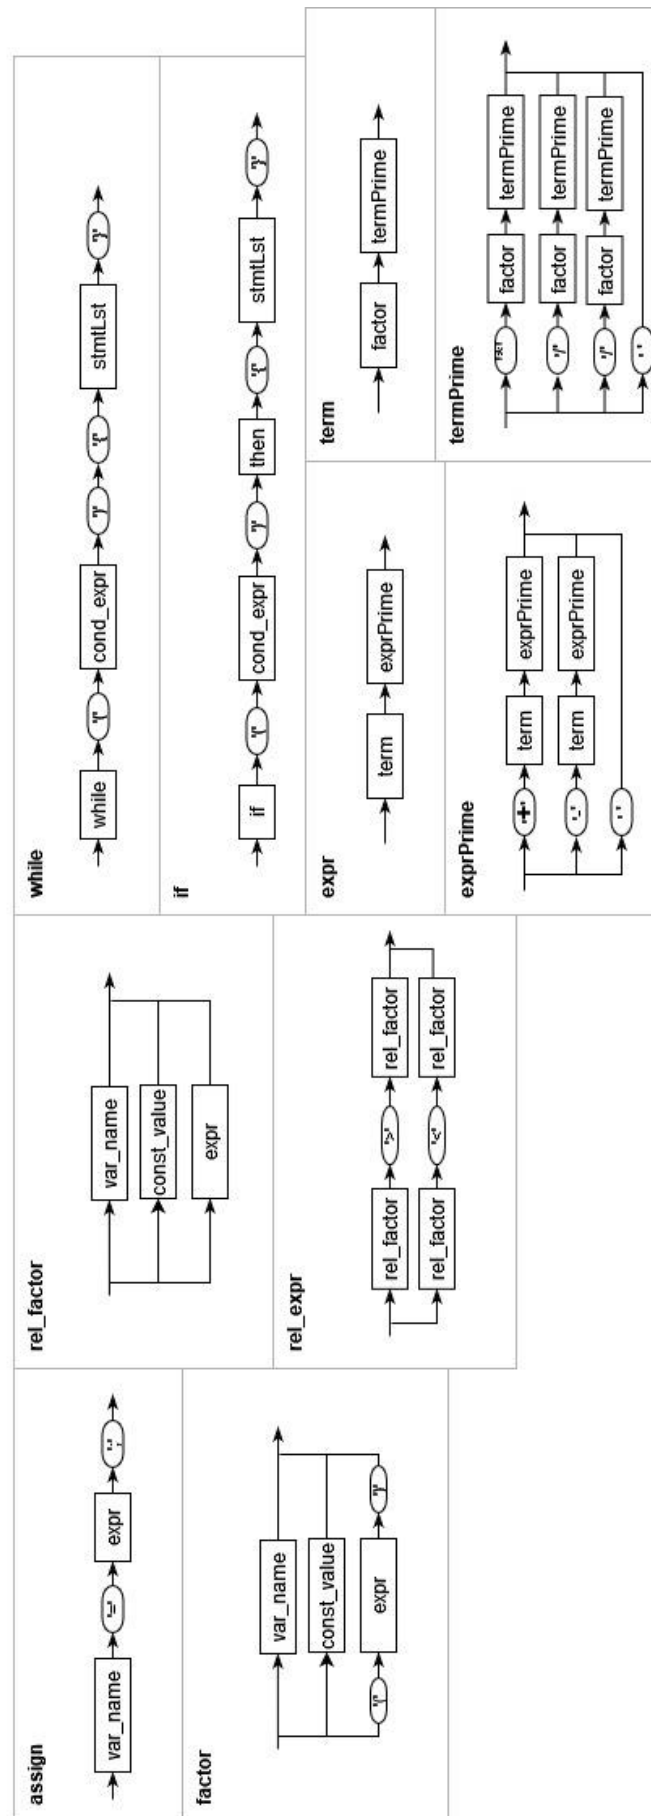 assign
var_name '=' expr ';'
factor
var_name
const_value
'(' expr ')'
rel_factor
var_name
const_value
expr
rel_expr
rel_factor '>' rel_factor
rel_factor '<' rel_factor
while
while '(' cond_expr ')' '{' stmtLst '}'
if
if '(' cond_expr ')' then '{' stmtLst '}'
expr
term exprPrime
exprPrime
'+' term exprPrime
'-' term exprPrime
' '
term
factor termPrime
termPrime
'*' factor termPrime
'/' factor termPrime
'/' factor termPrime
' '